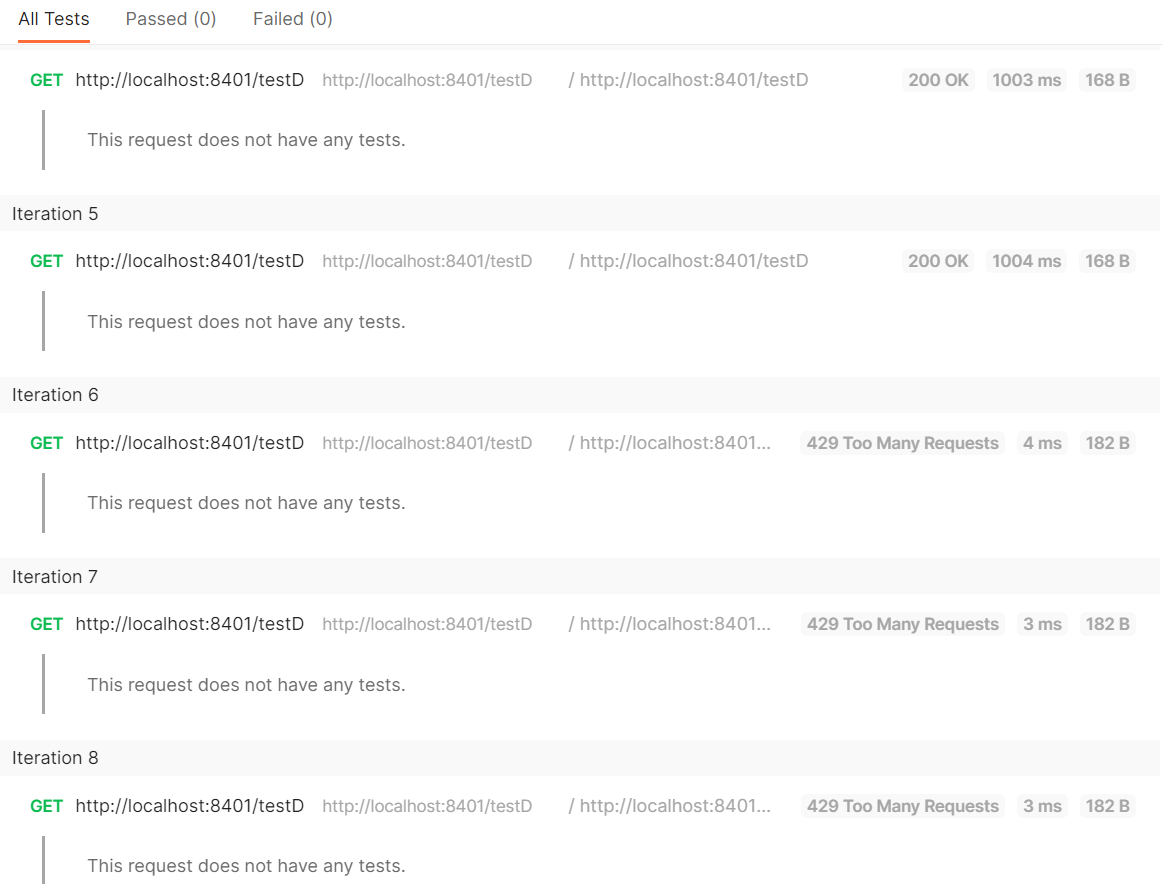 All Tests Passed (0) Failed (0)
GET http://localhost:8401/testD http://localhost:8401/testD / http://localhost:8401/testD 200 OK 1003 ms 168 B
This request does not have any tests.
Iteration 5
GET http://localhost:8401/testD http://localhost:8401/testD / http://localhost:8401/testD 200 OK 1004 ms 168 B
This request does not have any tests.
Iteration 6
GET http://localhost:8401/testD http://localhost:8401/testD / http://localhost:8401... 429 Too Many Requests 4 ms 182 B
This request does not have any tests.
Iteration 7
GET http://localhost:8401/testD http://localhost:8401/testD / http://localhost:8401... 429 Too Many Requests 3 ms 182 B
This request does not have any tests.
Iteration 8
GET http://localhost:8401/testD http://localhost:8401/testD / http://localhost:8401... 429 Too Many Requests 3 ms 182 B
This request does not have any tests.